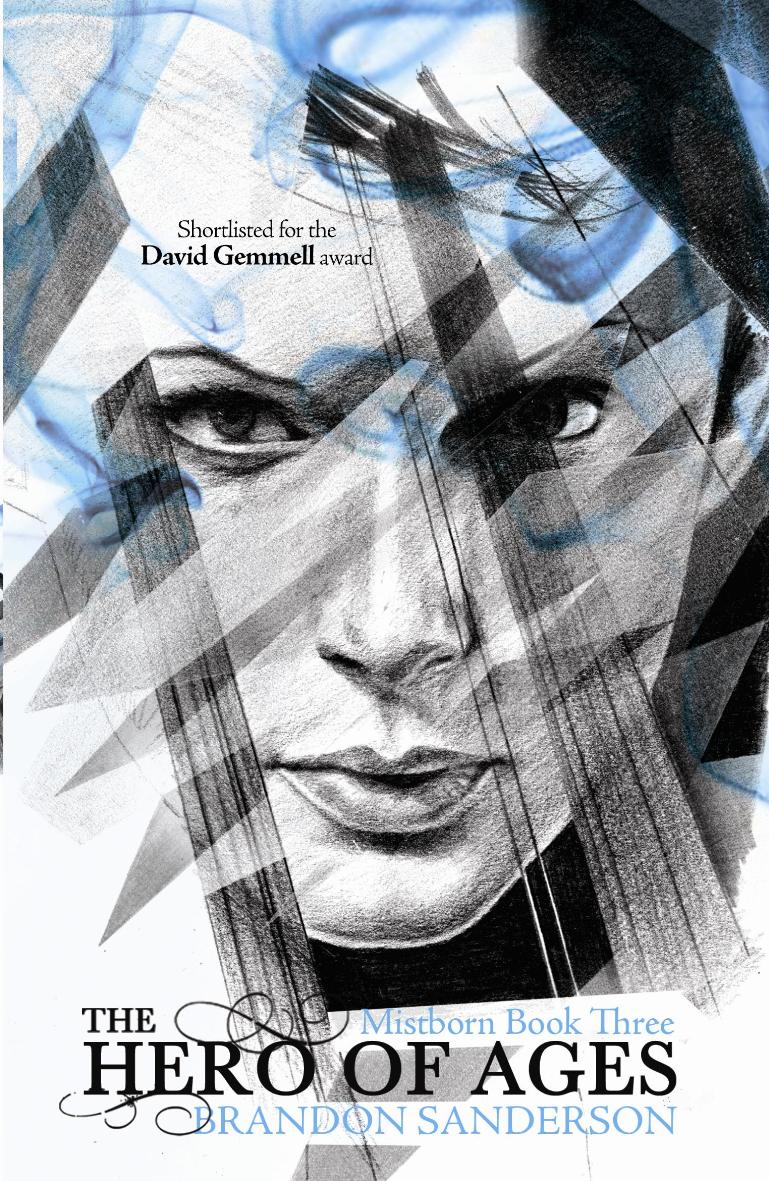 Shortlisted for the
David Gemmell award
THE
Mistborn Book Three
HERO OF AGES
BRANDON SANDERSON